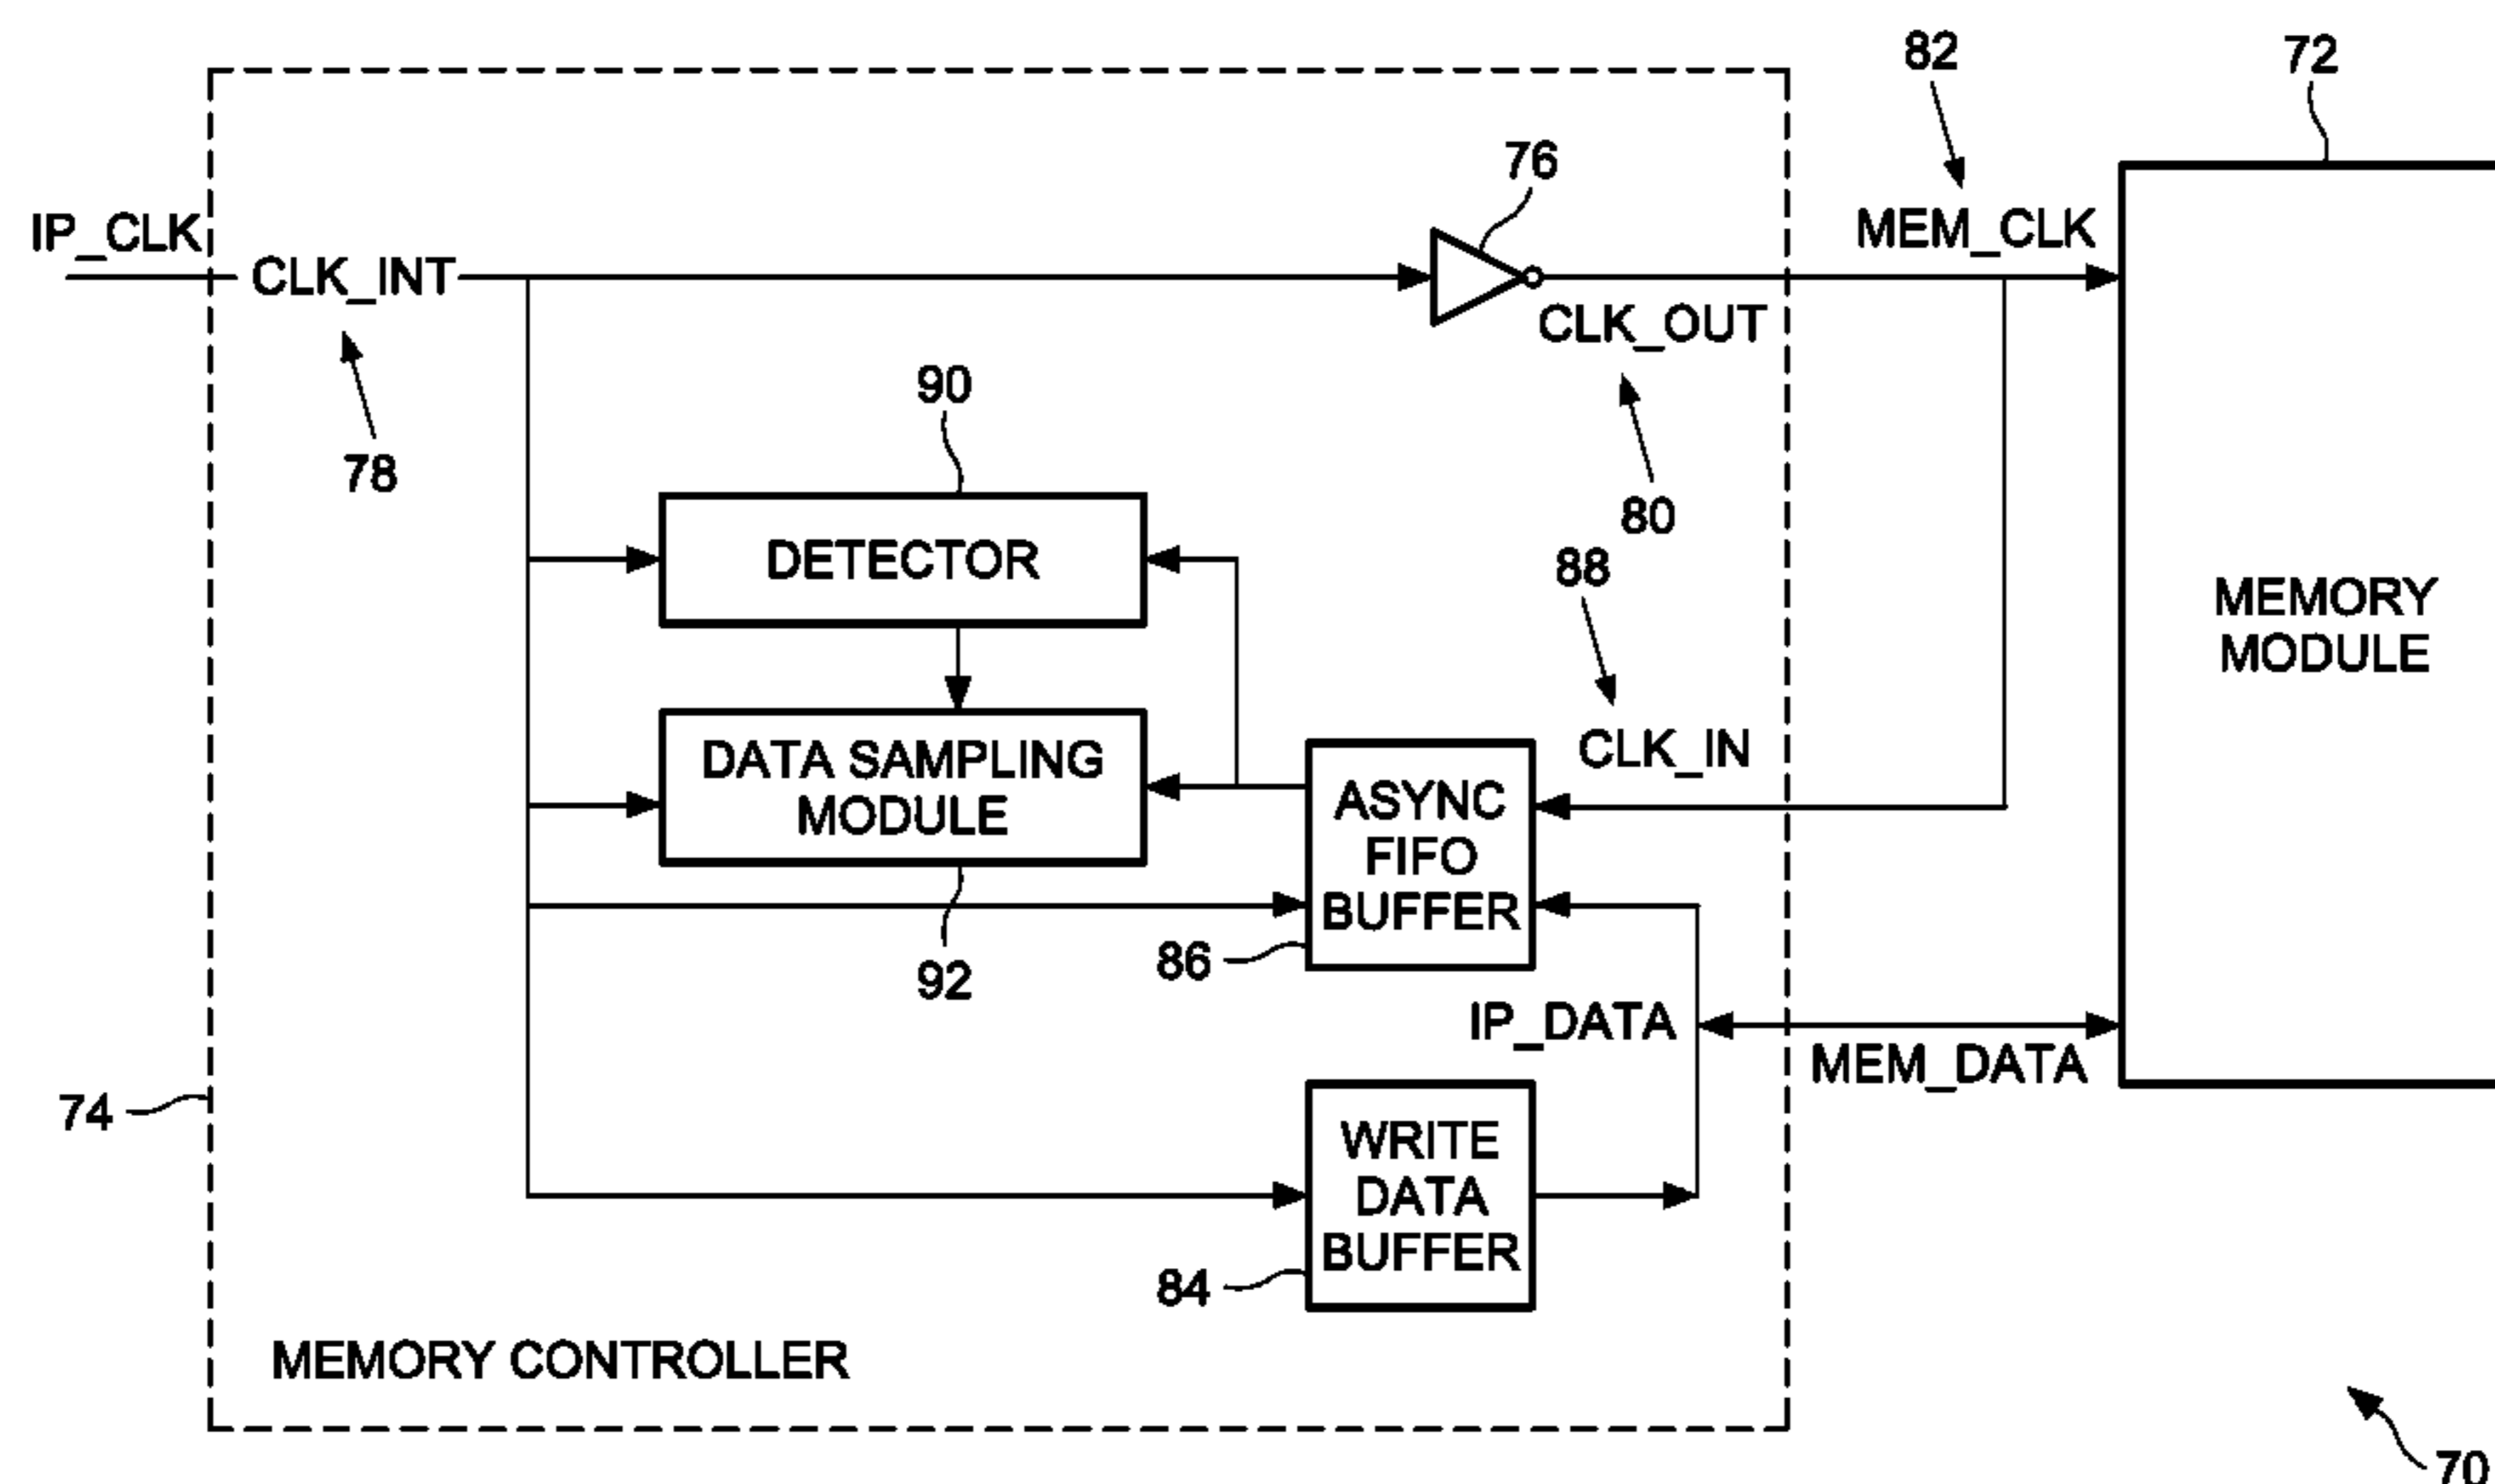 82
72
76
IP_CLK
MEM_CLK
CLK_INT
CLK_OUT
90
78
80
88
DETECTOR
MEMORY
MODULE
DATA SAMPLING
MODULE
CLK_IN
ASYNC
FIFO
BUFFER
86
92
IP_DATA
MEM_DATA
74
WRITE
DATA
BUFFER
84
MEMORY CONTROLLER
70